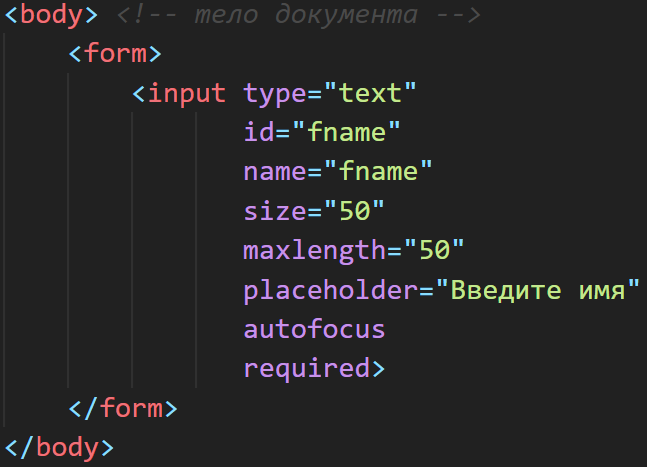 <body> <!-- тело документа -->
<form>
<input type="text"
id="fname"
name="fname"
size="50"
maxlength="50"
placeholder="Введите имя"
autofocus
required>
</form>
</body>